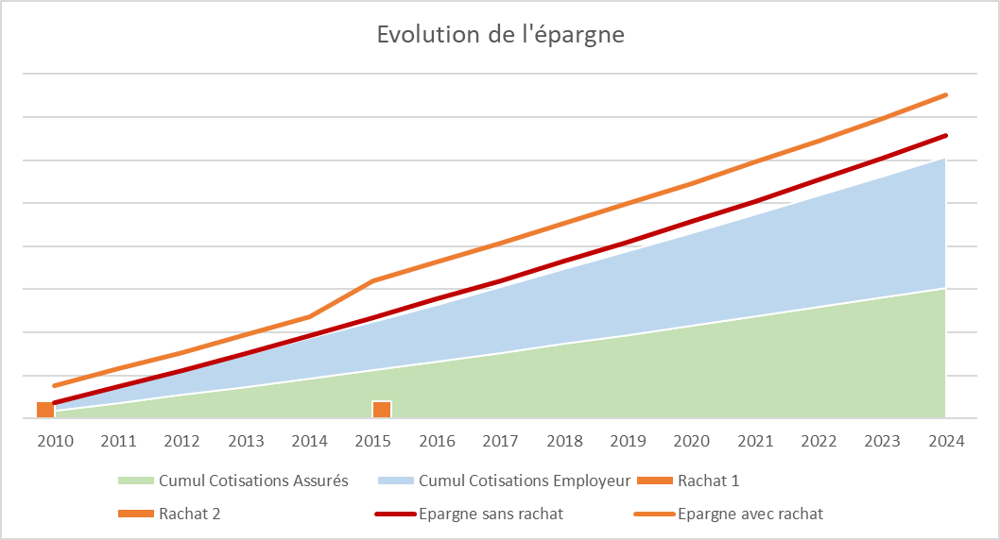 Evolution de l'épargne
2010 2011 2012 2013 2014 2015 2016 2017 2018 2019 2020 2021 2022 2023 2024
Cumul Cotisations Assurés Cumul Cotisations Employeur Rachat 1
Rachat 2 Epargne sans rachat Epargne avec rachat